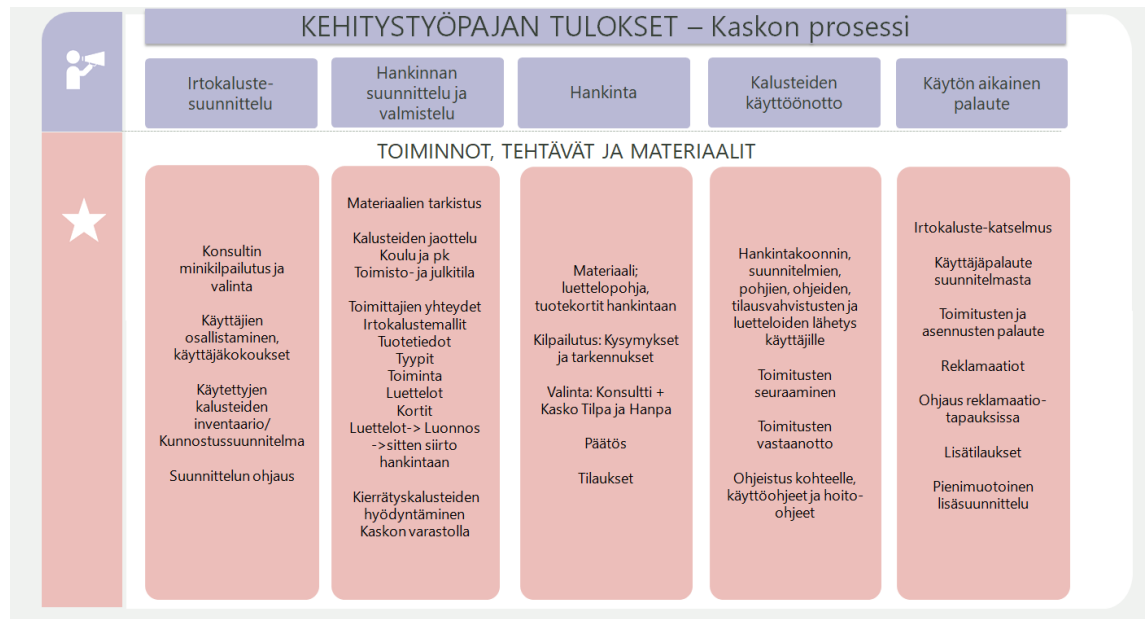 KEHITYSTYÖPAJAN TULOKSET – Kaskon prosessi
Irtokaluste-
suunnittelu
Hankinnan
suunnittelu ja
valmistelu
Hankinta
Kalusteiden
käyttöönotto
Käytön aikainen
palaute
TOIMINNOT, TEHTÄVÄT JA MATERIAALIT
Konsultin
minikilpailutus ja
valinta
Käyttäjien
osallistaminen,
käyttäjäkokoukset
Käytettyjen
kalusteiden
inventaario/
Kunnostussuunnitelma
Suunnittelun ohjaus
Materiaalien tarkistus
Kalusteiden jaottelu
Koulu ja pk
Toimisto- ja julkitila
Toimittajien yhteydet
Irtokalustemallit
Tuotetiedot
Tyypit
Toiminta
Luettelot
Kortit
Luettelot-> Luonnos
->sitten siirto
hankintaan
Kierrätyskalusteiden
hyödyntäminen
Kaskon varastolla
Materiaali;
luettelopohja,
tuotekortit hankintaan
Kilpailutus: Kysymykset
ja tarkennukset
Valinta: Konsultti +
Kasko Tilpa ja Hanpa
Päätös
Tilaukset
Hankintakoonnin,
suunnitelmien,
pohjien, ohjeiden,
tilausvahvistusten ja
luetteloiden lähetys
käyttäjille
Toimitusten
seuraaminen
Toimitusten
vastaanotto
Ohjeistus kohteelle,
käyttöohjeet ja hoito-
ohjeet
Irtokaluste-katselmus
Käyttäjäpalaute
suunnitelmasta
Toimitusten ja
asennusten palaute
Reklamaatiot
Ohjaus reklamaatio-
tapauksissa
Lisätilaukset
Pienimuotoinen
lisäsuunnittelu